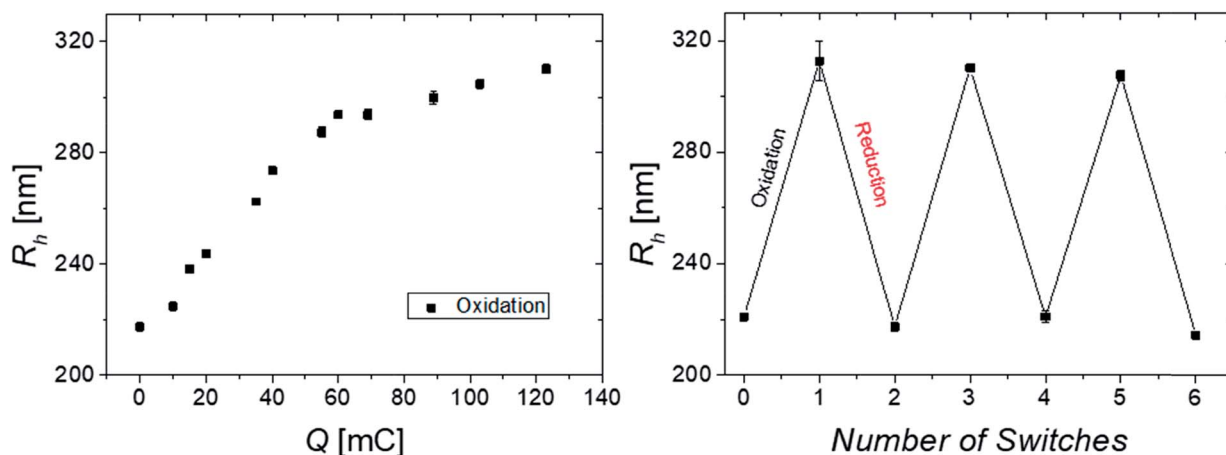 320
280
240
200
R_h [nm]
0 20 40 60 80 100 120 140
Q [mC]
Oxidation
320
280
240
200
R_h [nm]
Oxidation
Reduction
0 1 2 3 4 5 6
Number of Switches